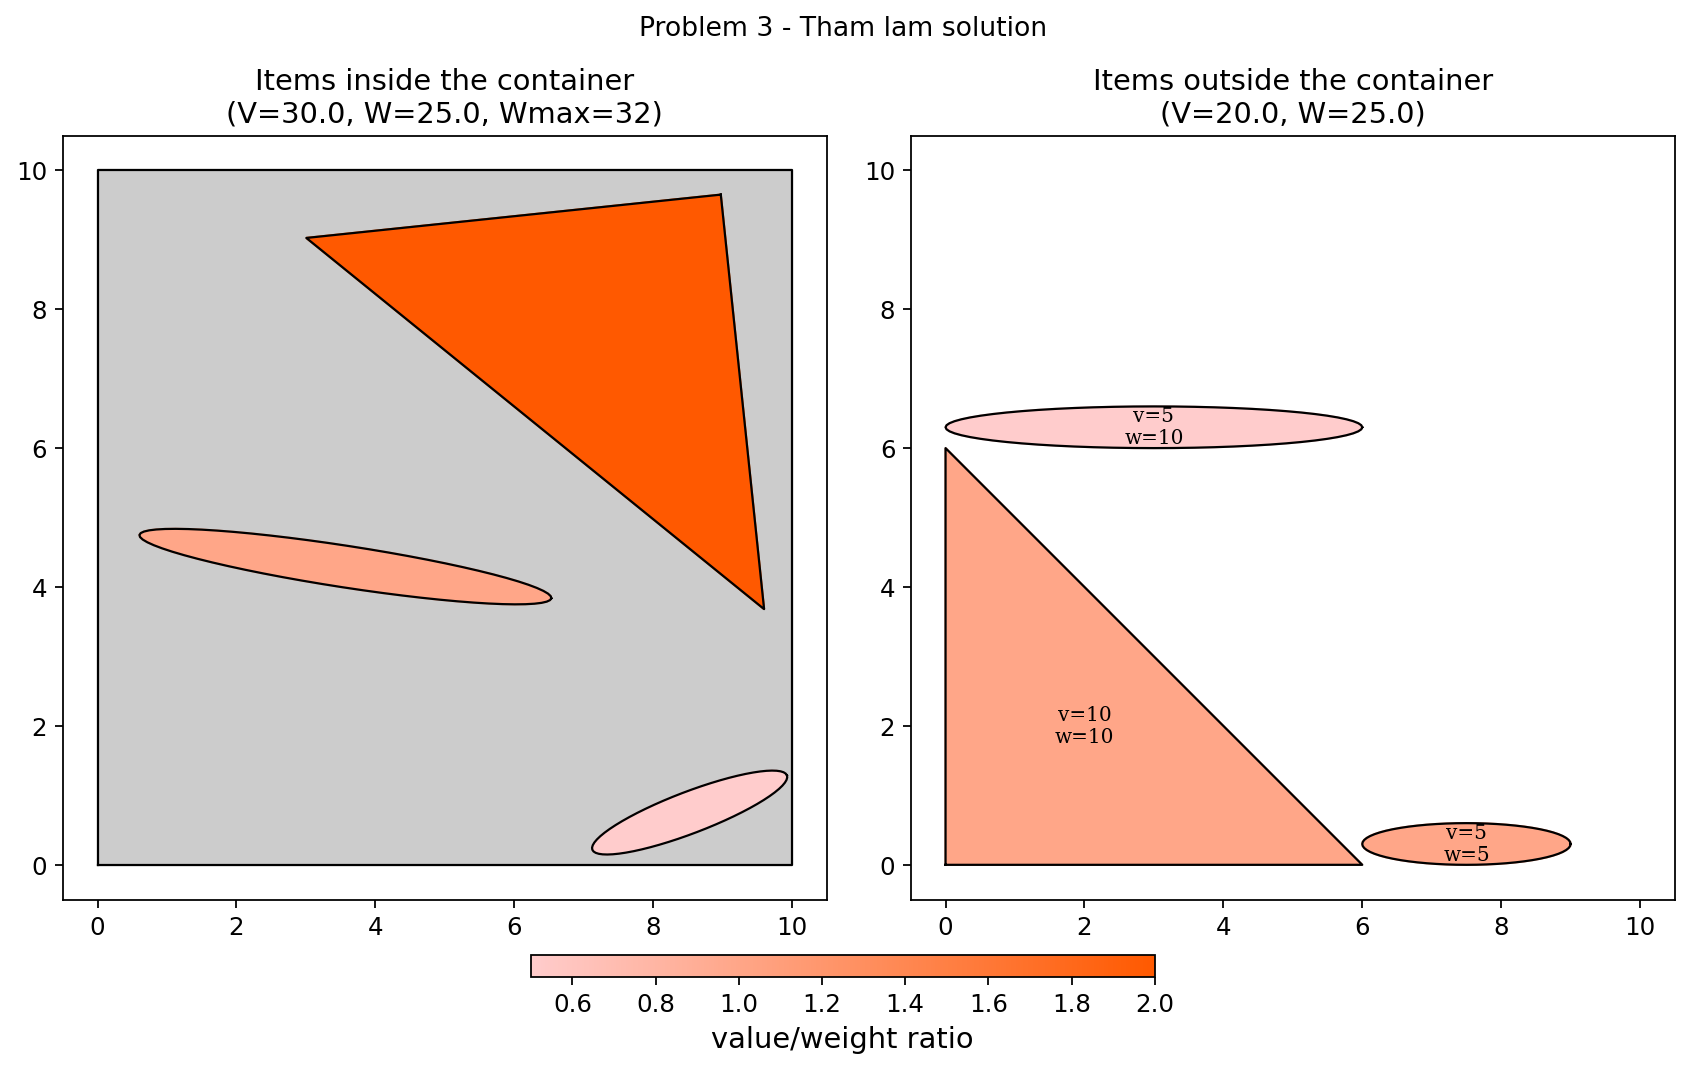 Problem 3 - Tham lam solution
Items inside the container
(V=30.0, W=25.0, Wmax=32)
10
8
6
4
2
0
0 2 4 6 8 10
Items outside the container
(V=20.0, W=25.0)
10
8
6
4
2
0
v=5
w=10
v=10
w=10
v=5
w=5
0 2 4 6 8 10
0.6 0.8 1.0 1.2 1.4 1.6 1.8 2.0
value/weight ratio